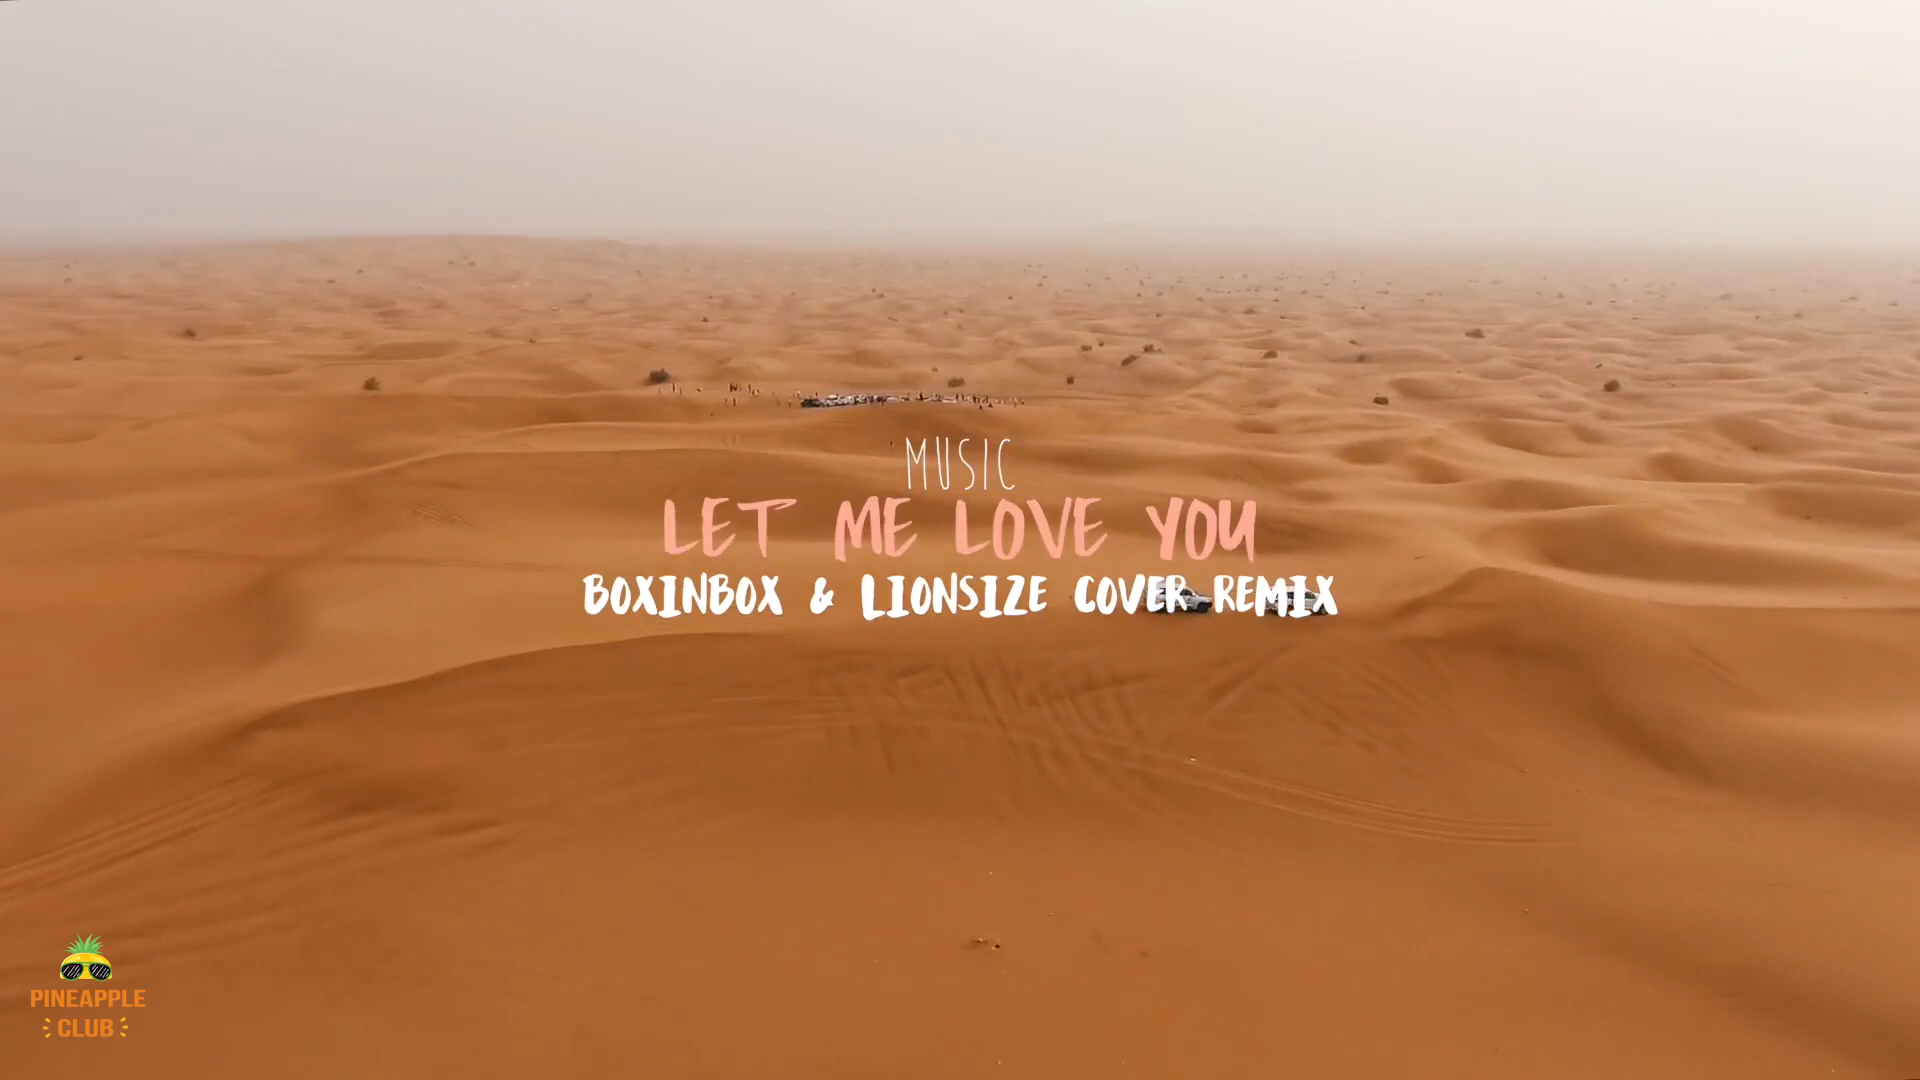 MUSIC
LET ME LOVE YOU
BOXINBOX & LIONSIZE COVER REMIX
PINEAPPLE
CLUB